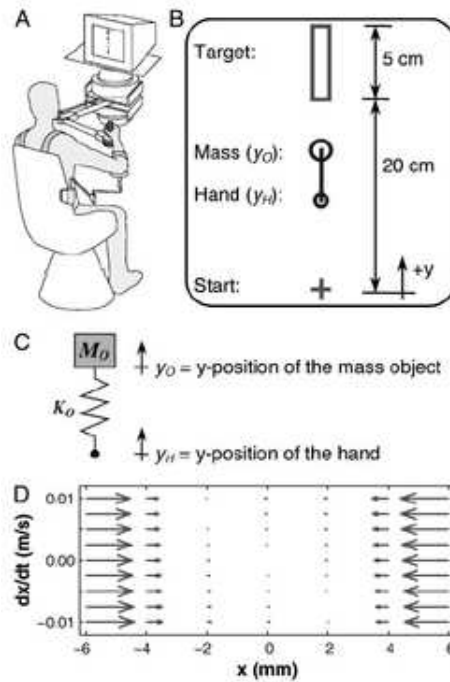 A
B
Target:
5 cm
Mass (yO):
20 cm
Hand (yH):
Start:
+y
C
MO
yO = y-position of the mass object
KO
yH = y-position of the hand
D
dx/dt (m/s)
0.01
0.00
-0.01
-6 -4 -2 0 2 4 6
x (mm)